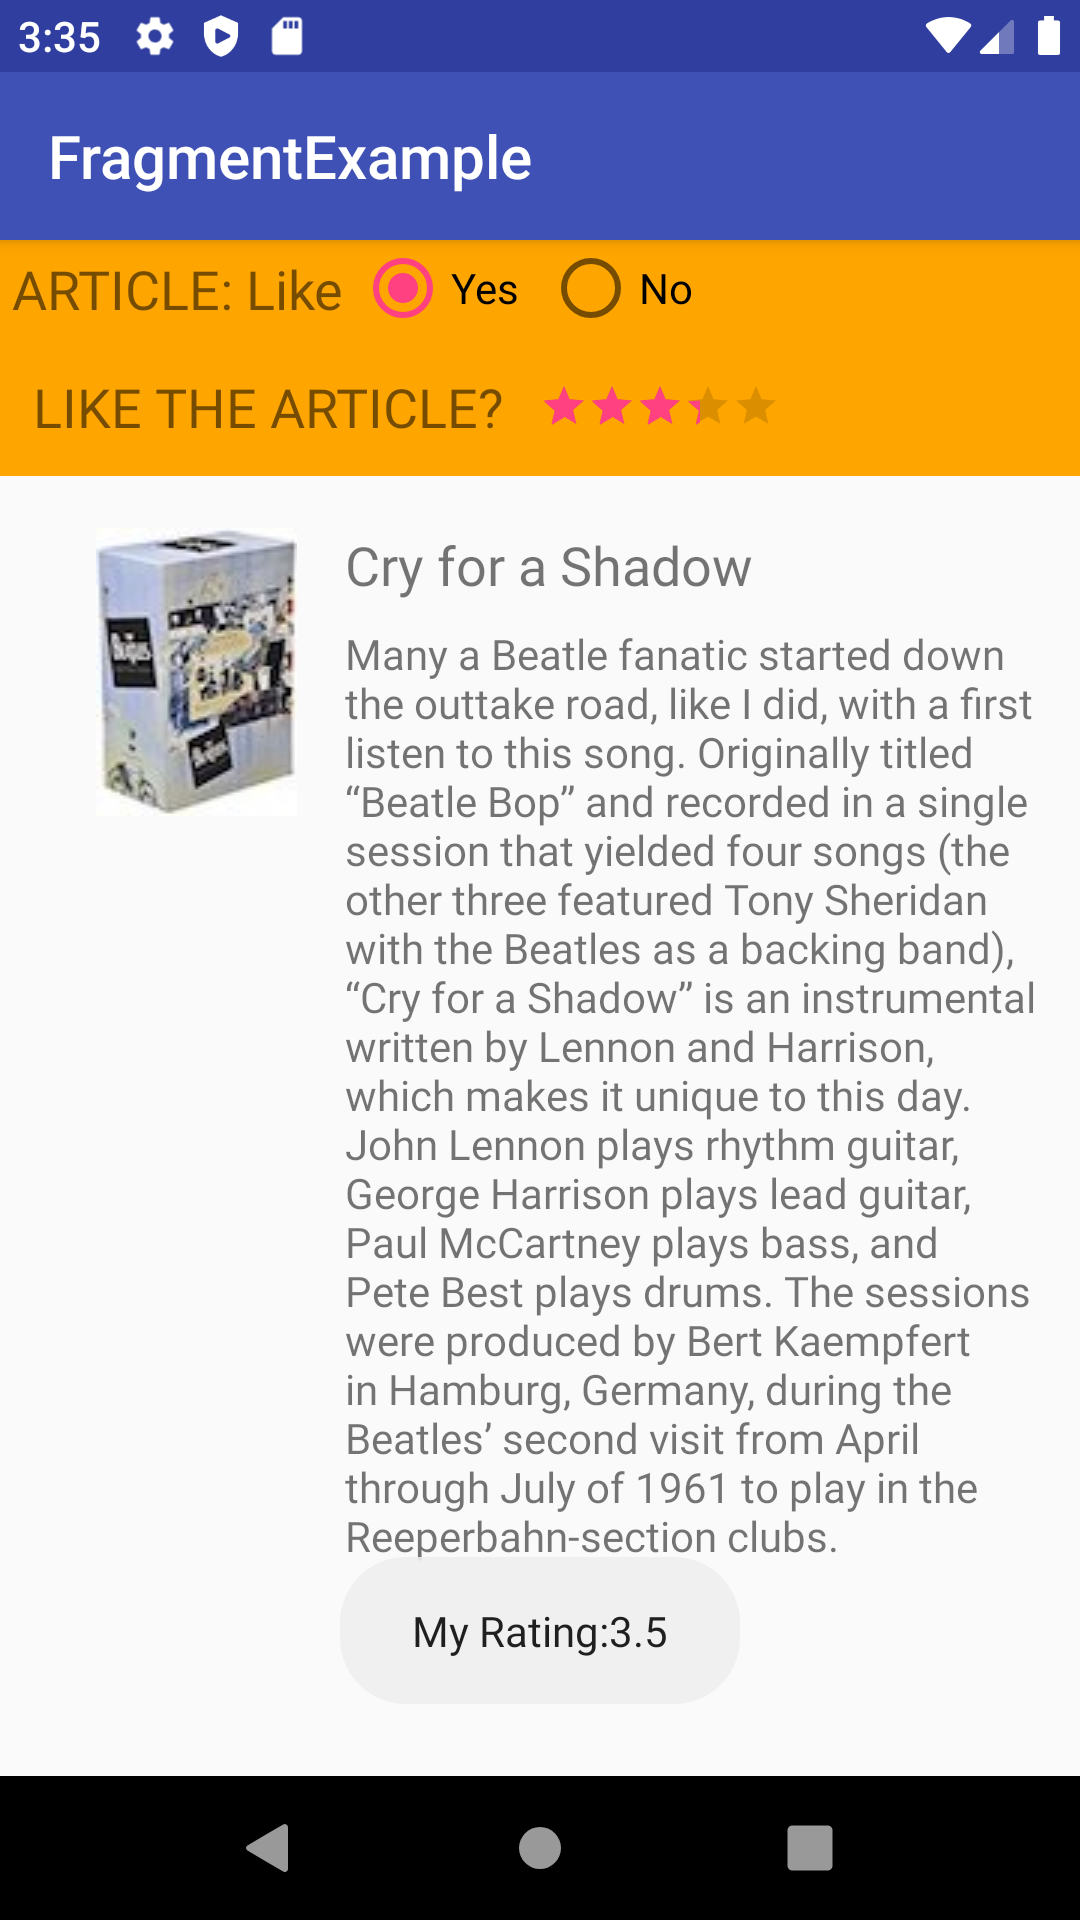 3:35
FragmentExample
ARTICLE: Like Yes No
LIKE THE ARTICLE?
Cry for a Shadow
Many a Beatle fanatic started down
the outtake road, like I did, with a first
listen to this song. Originally titled
“Beatle Bop” and recorded in a single
session that yielded four songs (the
other three featured Tony Sheridan
with the Beatles as a backing band),
“Cry for a Shadow” is an instrumental
written by Lennon and Harrison,
which makes it unique to this day.
John Lennon plays rhythm guitar,
George Harrison plays lead guitar,
Paul McCartney plays bass, and
Pete Best plays drums. The sessions
were produced by Bert Kaempfert
in Hamburg, Germany, during the
Beatles’ second visit from April
through July of 1961 to play in the
Reeperbahn-section clubs.
My Rating:3.5